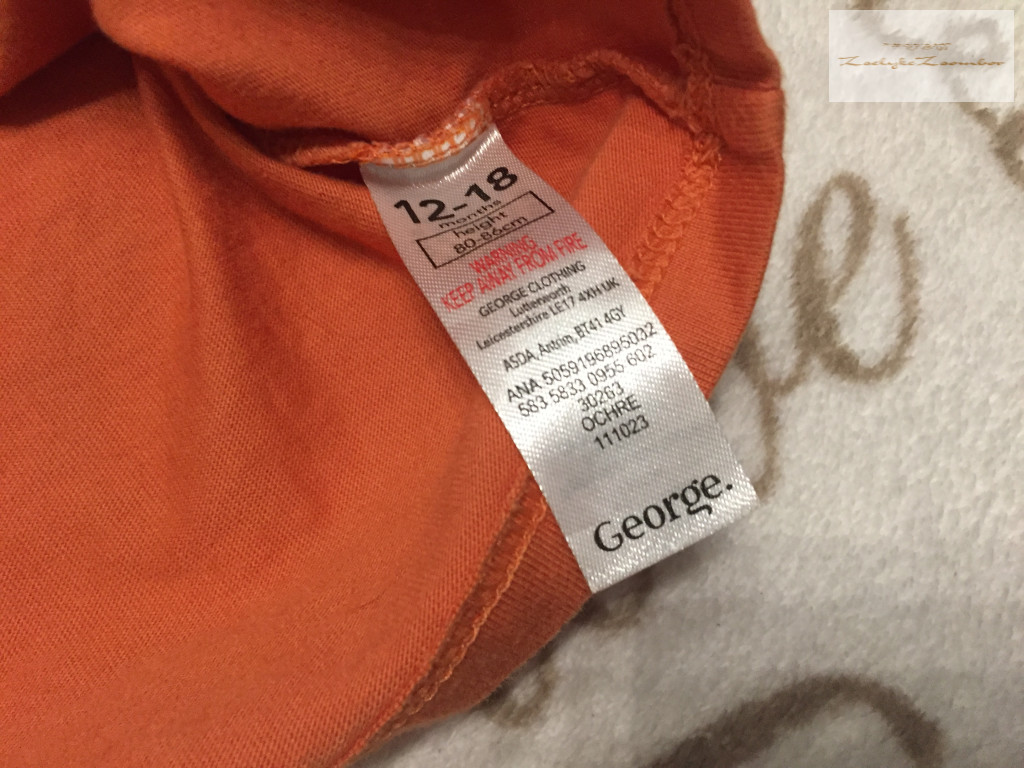 12-18
months
height
80-86cm
WARNING
KEEP AWAY FROM FIRE
GEORGE CLOTHING
Lutterworth
Leicestershire LE17 4XH UK
ASDA, Antrim, BT41 4GY
ANA 5059196895032
583 5833 0956 602
30263
OCHRE
111023
George.